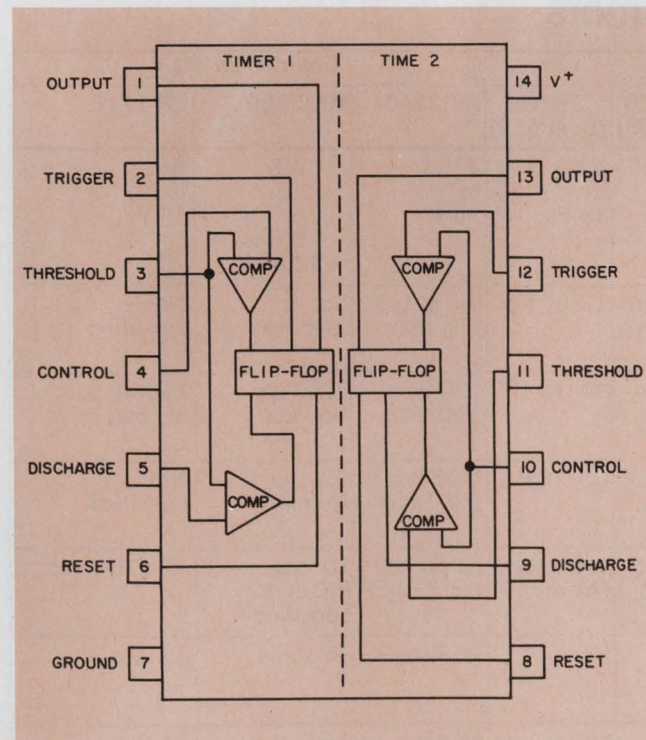 TIMER 1
TIME 2
OUTPUT 1
14 V+
TRIGGER 2
13 OUTPUT
COMP
COMP
THRESHOLD 3
12 TRIGGER
CONTROL 4
FLIP-FLOP
FLIP-FLOP
11 THRESHOLD
DISCHARGE 5
COMP
COMP
10 CONTROL
RESET 6
9 DISCHARGE
GROUND 7
8 RESET